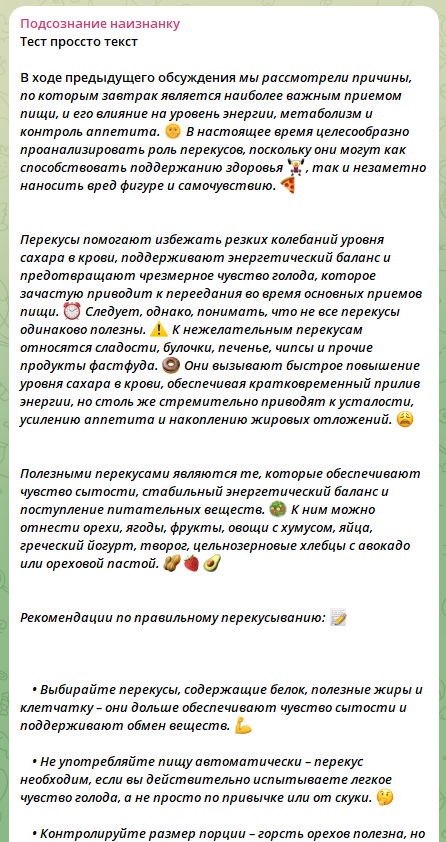 Подсознание наизнанку
Тест проссто текст
В ходе предыдущего обсуждения мы рассмотрели причины,
по которым завтрак является наиболее важным приемом
пищи, и его влияние на уровень энергии, метаболизм и
контроль аппетита. 🌞 В настоящее время целесообразно
проанализировать роль перекусов, поскольку они могут как
способствовать поддержанию здоровья 🏋️‍♀️, так и незаметно
наносить вред фигуре и самочувствию. 🍕
Перекусы помогают избежать резких колебаний уровня
сахара в крови, поддерживают энергетический баланс и
предотвращают чрезмерное чувство голода, которое
зачастую приводит к переедания во время основных приемов
пищи. ⏰ Следует, однако, понимать, что не все перекусы
одинаково полезны. ⚠️ К нежелательным перекусам
относятся сладости, булочки, печенье, чипсы и прочие
продукты фастфуда. 🍩 Они вызывают быстрое повышение
уровня сахара в крови, обеспечивая кратковременный прилив
энергии, но столь же стремительно приводят к усталости,
усилению аппетита и накоплению жировых отложений. 😩
Полезными перекусами являются те, которые обеспечивают
чувство сытости, стабильный энергетический баланс и
поступление питательных веществ. 🥗 К ним можно
отнести орехи, ягоды, фрукты, овощи с хумусом, яйца,
греческий йогурт, творог, цельнозерновые хлебцы с авокадо
или ореховой пастой. 🥜🍓🥑
Рекомендации по правильному перекусыванию: 📝
• Выбирайте перекусы, содержащие белок, полезные жиры и
клетчатку – они дольше обеспечивают чувство сытости и
поддерживают обмен веществ. 💪
• Не употребляйте пищу автоматически – перекус
необходим, если вы действительно испытываете легкое
чувство голода, а не просто по привычке или от скуки. 🤔
• Контролируйте размер порции – горсть орехов полезна, но